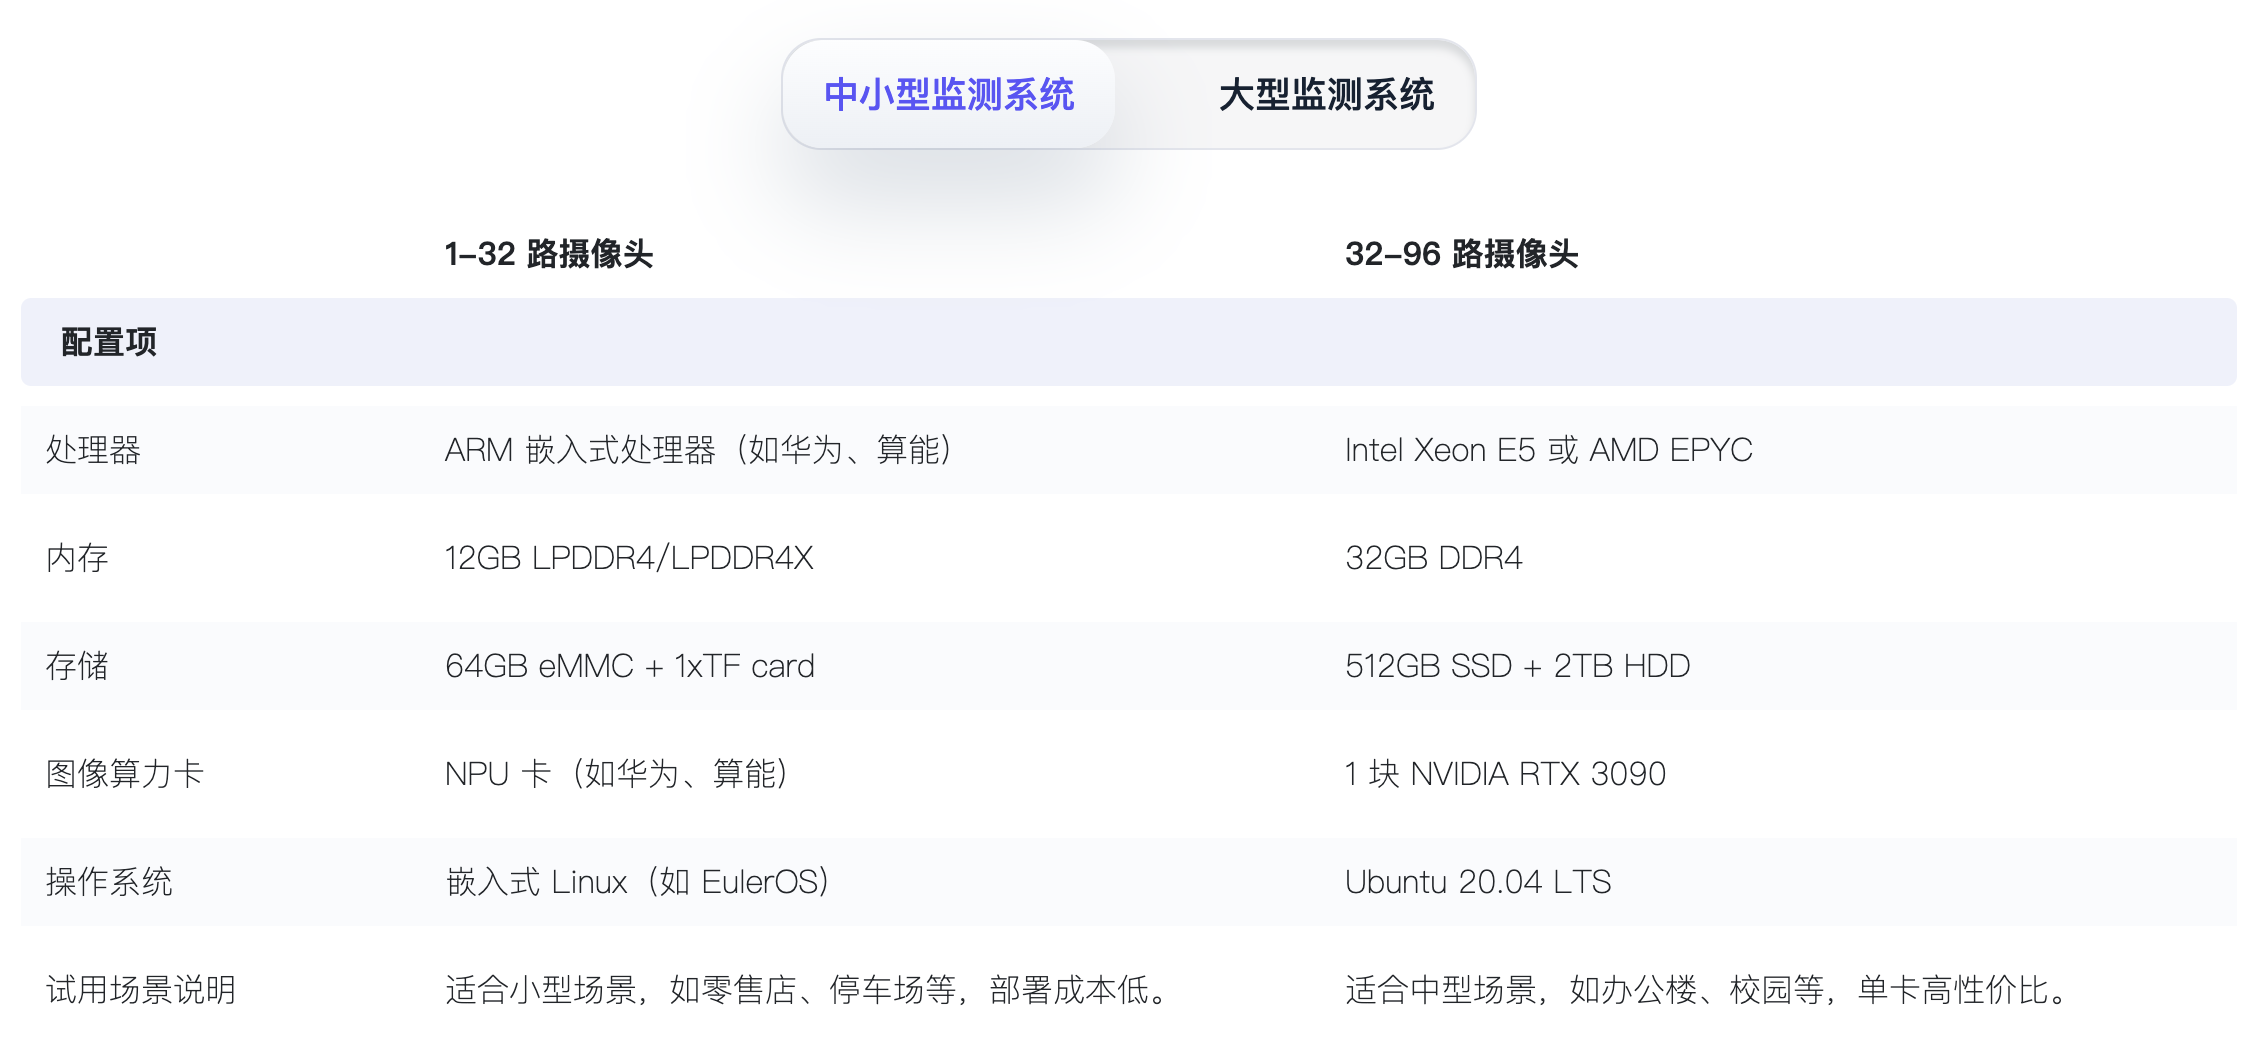 中小型监测系统 大型监测系统
1-32 路摄像头 32-96 路摄像头
配置项
处理器 ARM 嵌入式处理器（如华为、算能） Intel Xeon E5 或 AMD EPYC
内存 12GB LPDDR4/LPDDR4X 32GB DDR4
存储 64GB eMMC + 1xTF card 512GB SSD + 2TB HDD
图像算力卡 NPU 卡（如华为、算能） 1 块 NVIDIA RTX 3090
操作系统 嵌入式 Linux（如 EulerOS） Ubuntu 20.04 LTS
试用场景说明 适合小型场景，如零售店、停车场等，部署成本低。 适合中型场景，如办公楼、校园等，单卡高性价比。